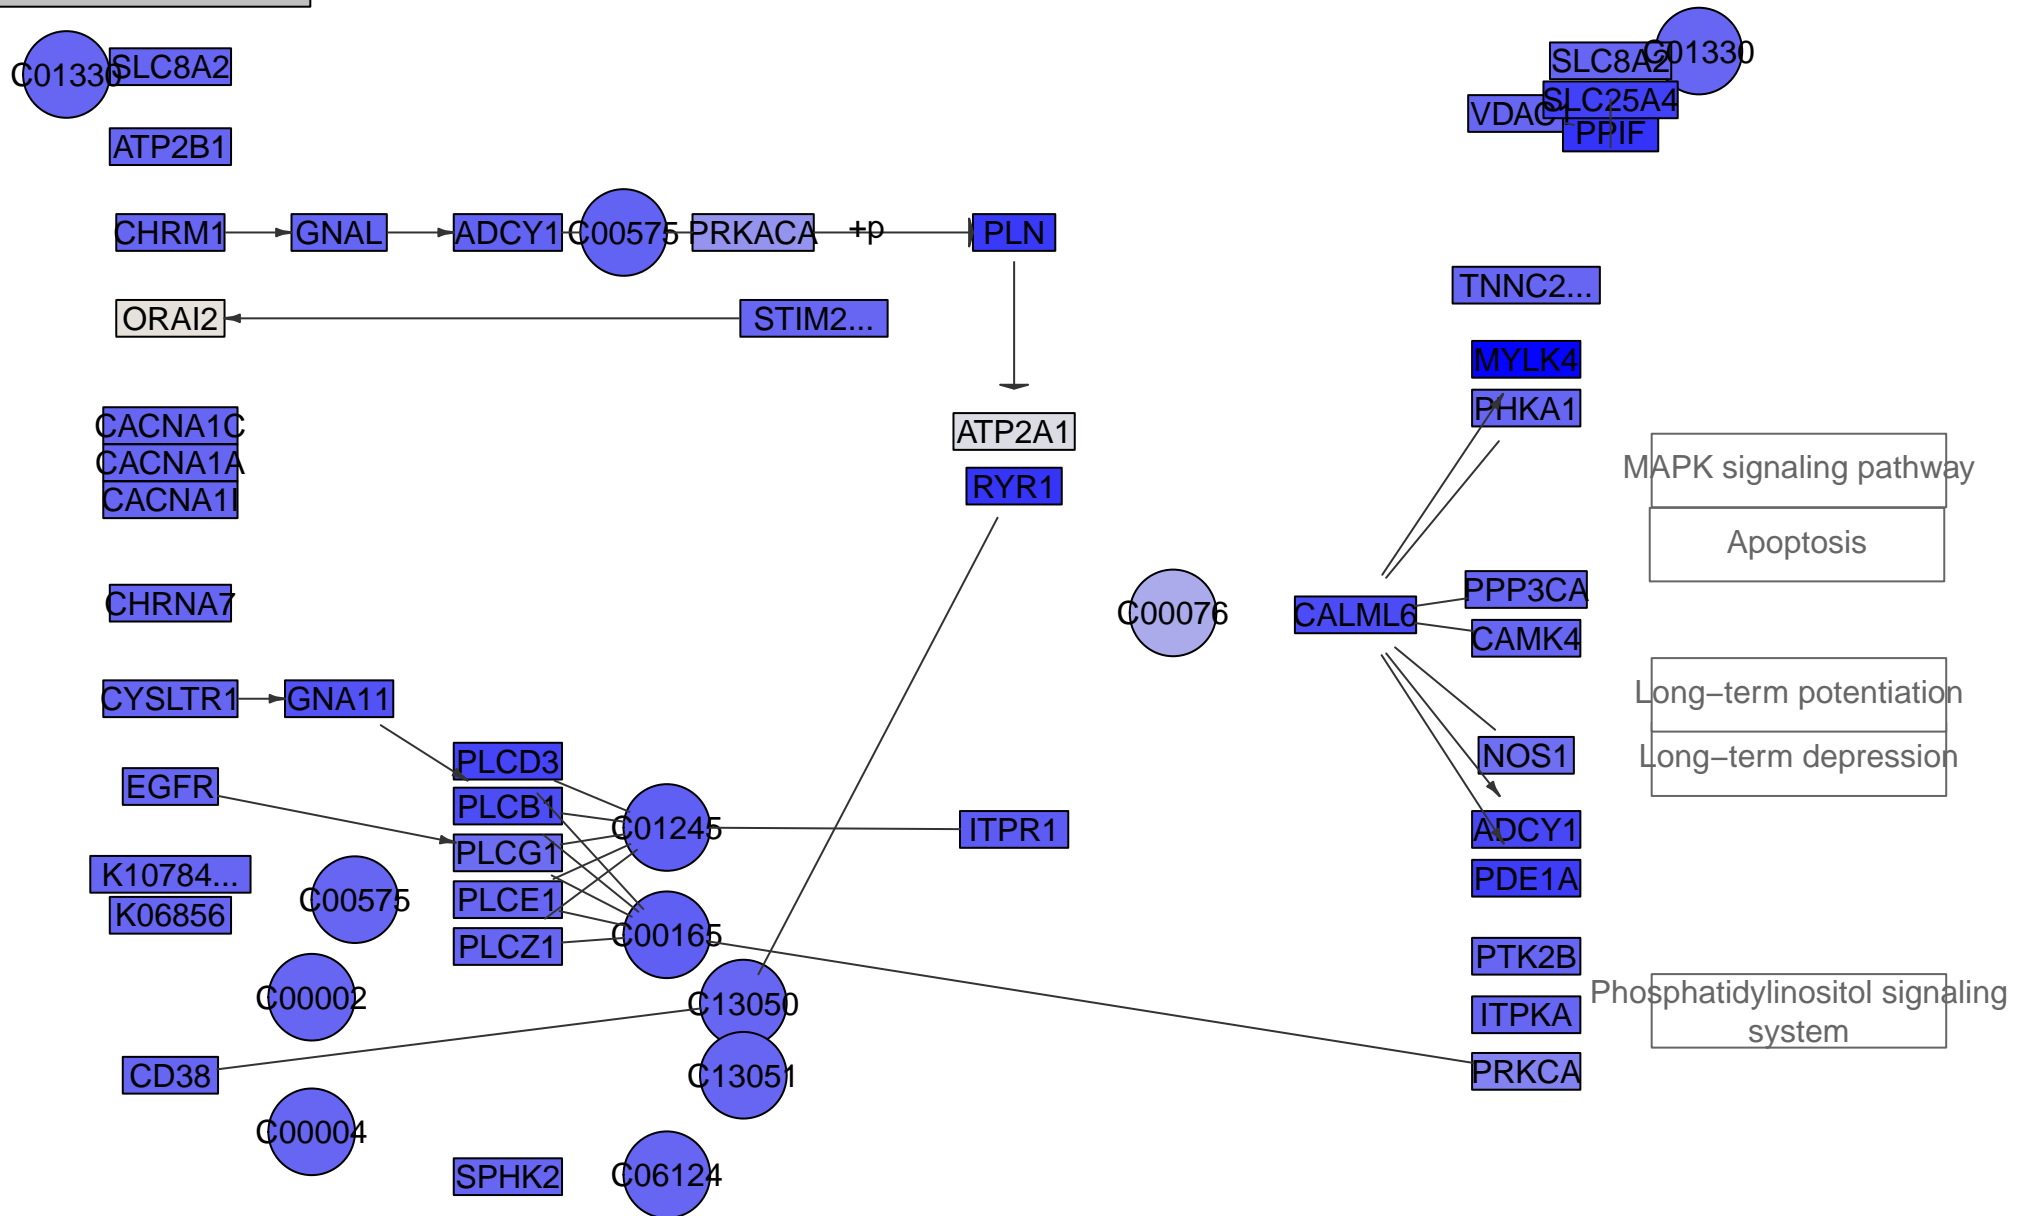 C01330
SLC8A2
SLC8A2
C01330
SLC25A4
VDAC1
PPIF
ATP2B1
CHRM1
GNAL
ADCY1
C00575
PRKACA
+p
PLN
TNNC2...
ORAI2
STIM2...
MYLK4
PHKA1
CACNA1C
CACNA1A
CACNA1I
ATP2A1
RYR1
MAPK signaling pathway
Apoptosis
CHRNA7
C00076
CALML6
PPP3CA
CAMK4
CYSLTR1
GNA11
Long−term potentiation
Long−term depression
NOS1
PLCD3
EGFR
PLCB1
C01245
ITPR1
ADCY1
PLCG1
K10784...
PDE1A
C00575
PLCE1
K06856
C00165
PLCZ1
PTK2B
C00002
C13050
ITPKA
Phosphatidylinositol signaling
system
CD38
C13051
PRKCA
C00004
SPHK2
C06124